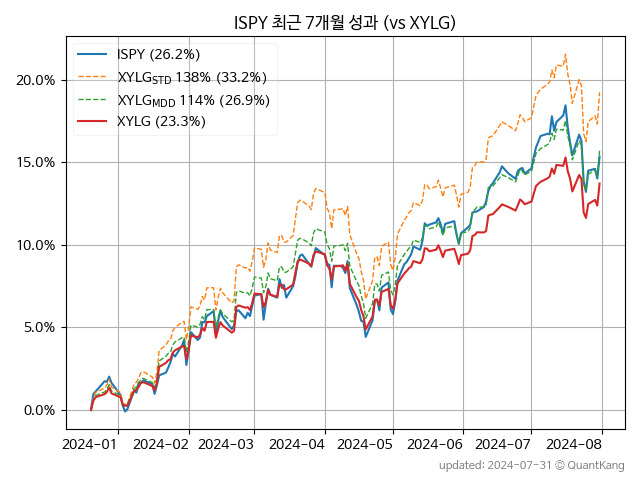 ISPY 최근 7개월 성과 (vs XYLG)
ISPY (26.2%)
XYLG_STD 138% (33.2%)
XYLG_MDD 114% (26.9%)
XYLG (23.3%)
20.0%
15.0%
10.0%
5.0%
0.0%
2024-01 2024-02 2024-03 2024-04 2024-05 2024-06 2024-07 2024-08
updated: 2024-07-31 © QuantKang